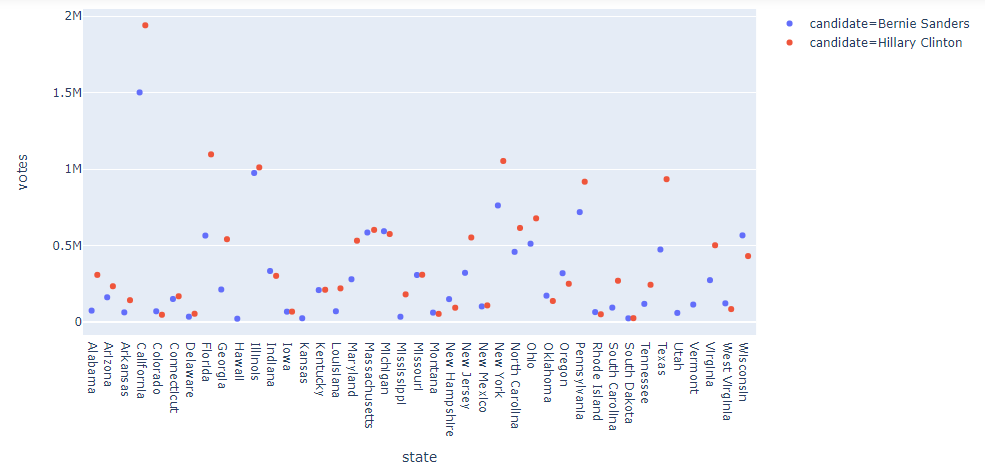 2M
1.5M
1M
0.5M
0
votes
candidate=Bernie Sanders
candidate=Hillary Clinton
Alabama
Arizona
Arkansas
California
Colorado
Connecticut
Delaware
Florida
Georgia
Hawaii
Illinois
Indiana
Iowa
Kansas
Kentucky
Louisiana
Maryland
Massachusetts
Michigan
Mississippi
Missouri
Montana
New Hampshire
New Jersey
New Mexico
New York
North Carolina
Ohio
Oklahoma
Oregon
Pennsylvania
Rhode Island
South Carolina
South Dakota
Tennessee
Texas
Utah
Vermont
Virginia
West Virginia
Wisconsin
state